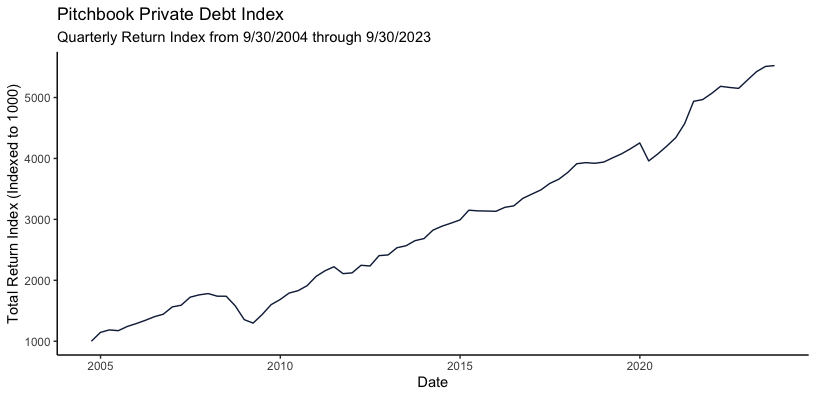 Pitchbook Private Debt Index
Quarterly Return Index from 9/30/2004 through 9/30/2023
Total Return Index (Indexed to 1000)
5000
4000
3000
2000
1000
2005
2010
2015
2020
Date